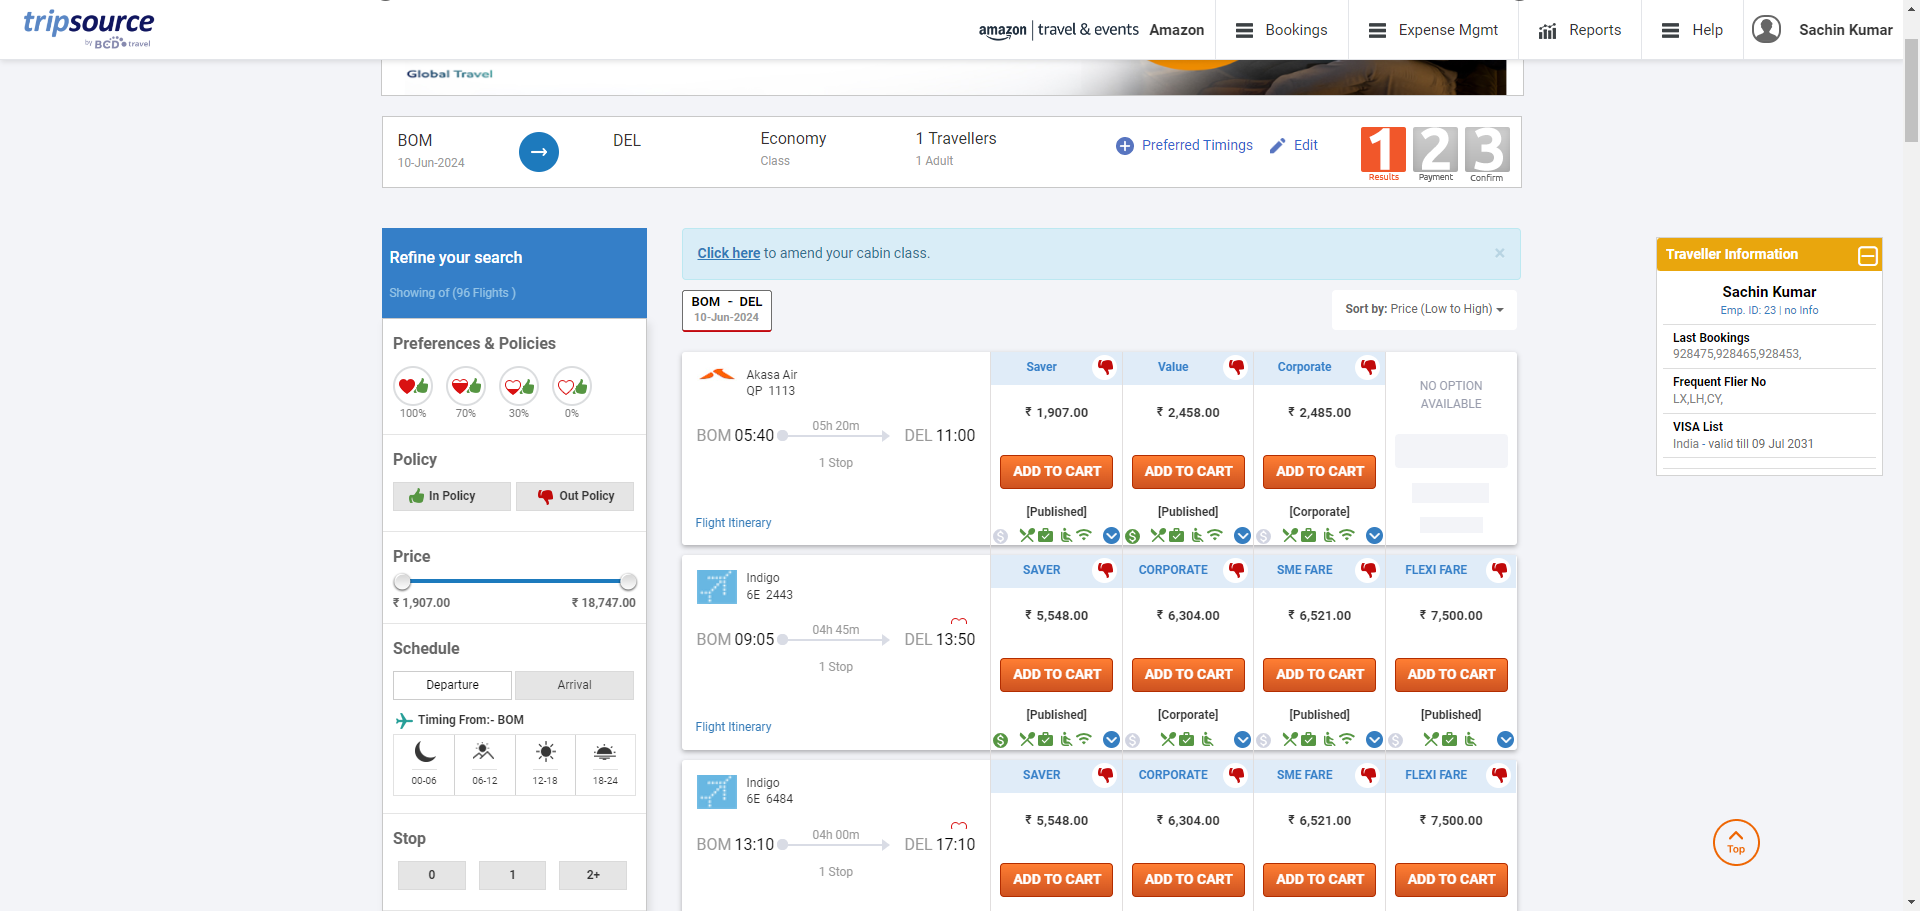 tripsource
by BCD travel
amazon | travel & events Amazon
Bookings
Expense Mgmt
Reports
Help
Sachin Kumar
Global Travel
BOM
10-Jun-2024
DEL
Economy
Class
1 Travellers
1 Adult
Preferred Timings
Edit
1 2 3
Results Payment Confirm
Refine your search
Showing of (96 Flights )
Preferences & Policies
100% 70% 30% 0%
Policy
In Policy Out Policy
Price
₹ 1,907.00 ₹ 18,747.00
Schedule
Departure Arrival
Timing From:- BOM
00-06 06-12 12-18 18-24
Stop
0 1 2+
Click here to amend your cabin class. ×
BOM - DEL
10-Jun-2024
Sort by: Price (Low to High)
Akasa Air
QP 1113
BOM 05:40 05h 20m DEL 11:00
1 Stop
Flight Itinerary
Saver Value Corporate
₹ 1,907.00 ₹ 2,458.00 ₹ 2,485.00
ADD TO CART ADD TO CART ADD TO CART
[Published] [Published] [Corporate]
NO OPTION
AVAILABLE
Indigo
6E 2443
BOM 09:05 04h 45m DEL 13:50
1 Stop
Flight Itinerary
SAVER CORPORATE SME FARE FLEXI FARE
₹ 5,548.00 ₹ 6,304.00 ₹ 6,521.00 ₹ 7,500.00
ADD TO CART ADD TO CART ADD TO CART ADD TO CART
[Published] [Corporate] [Published] [Published]
Indigo
6E 6484
BOM 13:10 04h 00m DEL 17:10
1 Stop
SAVER CORPORATE SME FARE FLEXI FARE
₹ 5,548.00 ₹ 6,304.00 ₹ 6,521.00 ₹ 7,500.00
ADD TO CART ADD TO CART ADD TO CART ADD TO CART
Traveller Information
Sachin Kumar
Emp. ID: 23 | no Info
Last Bookings
928475,928465,928453,
Frequent Flier No
LX,LH,CY,
VISA List
India - valid till 09 Jul 2031
Top